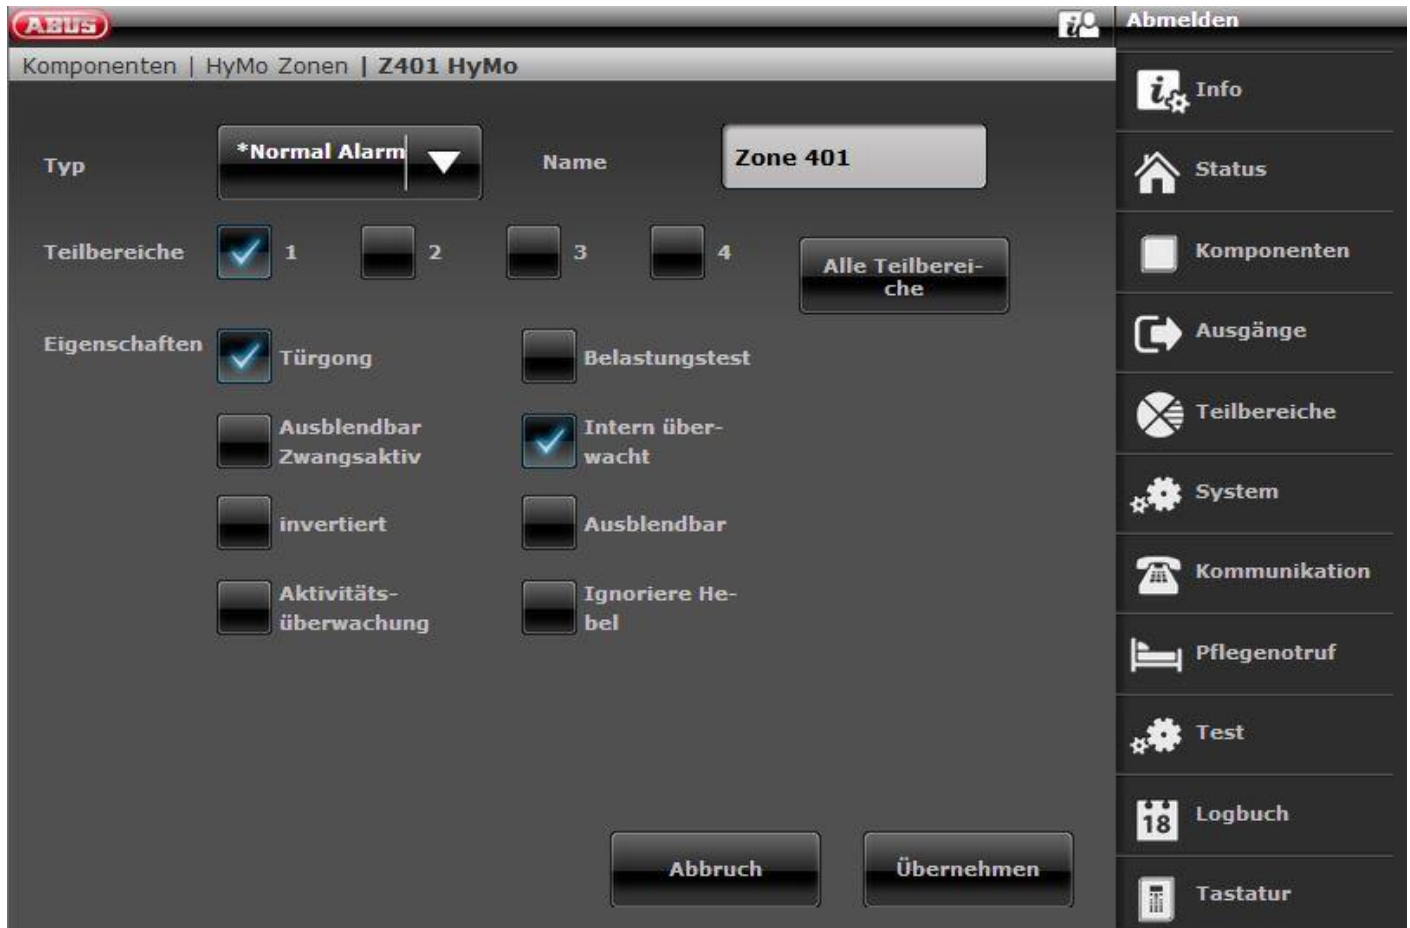 ABUS
Abmelden
Komponenten | HyMo Zonen | Z401 HyMo
Typ
*Normal Alarm
Name
Zone 401
Teilbereiche
1
2
3
4
Alle Teilberei-
che
Eigenschaften
Türgong
Belastungstest
Ausblendbar
Zwangsaktiv
Intern über-
wacht
invertiert
Ausblendbar
Aktivitäts-
überwachung
Ignoriere He-
bel
Abbruch
Übernehmen
Info
Status
Komponenten
Ausgänge
Teilbereiche
System
Kommunikation
Pflegenotruf
Test
18
Logbuch
Tastatur